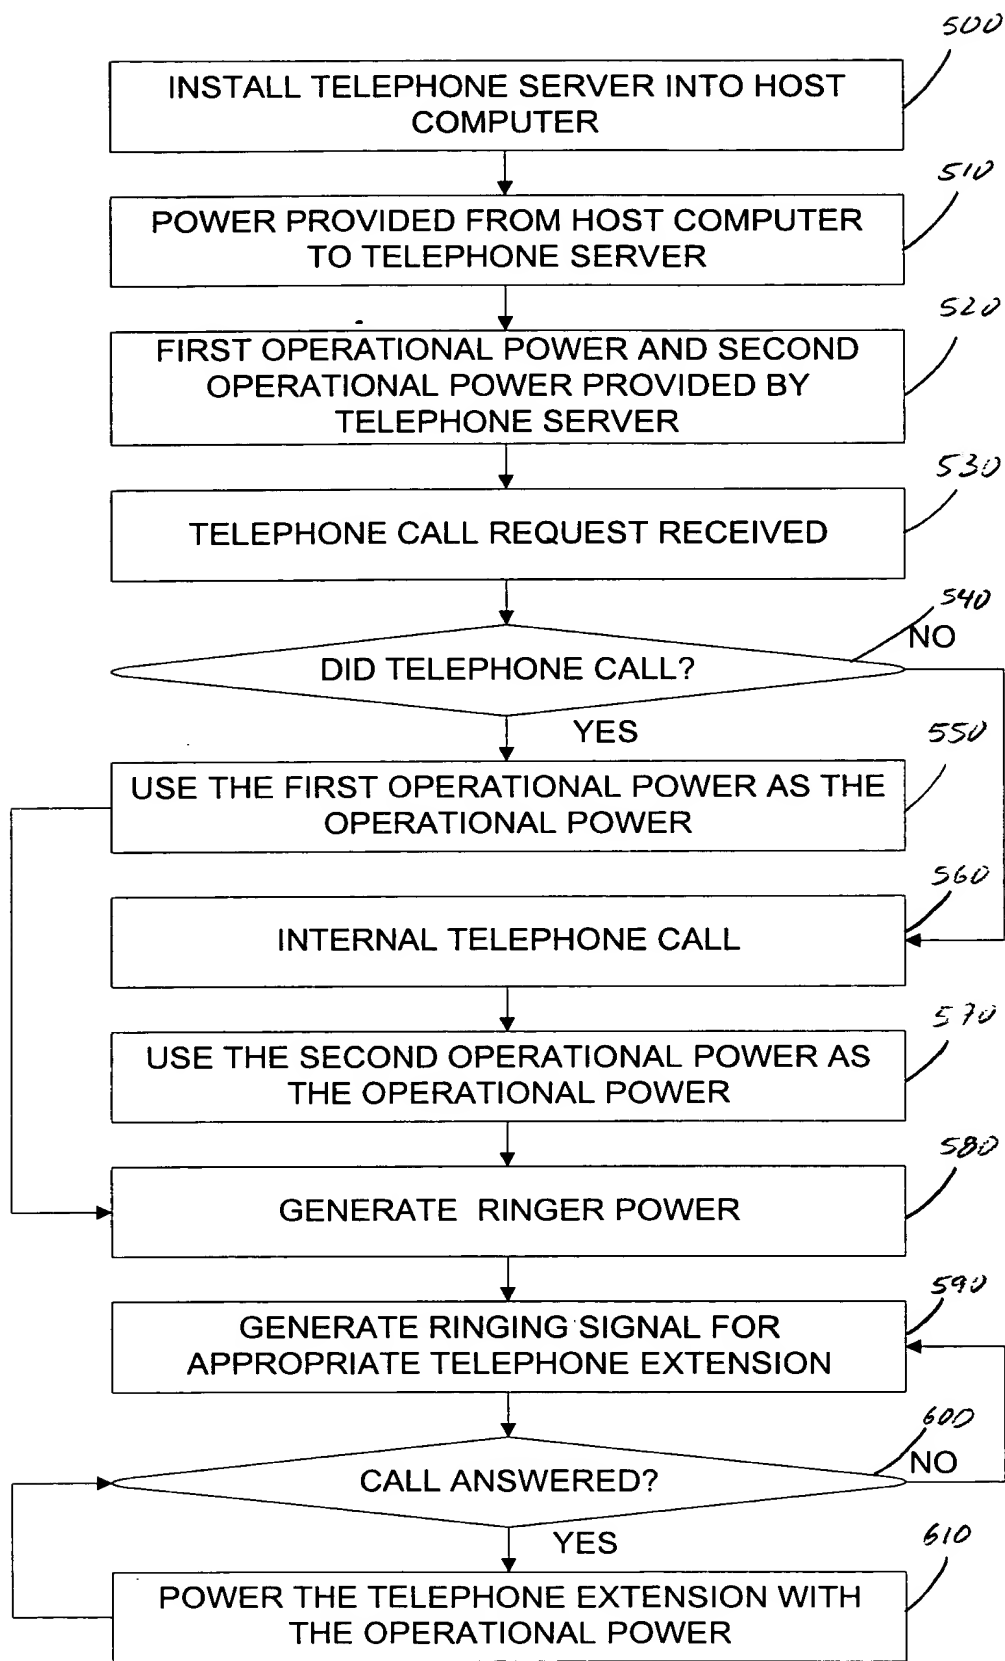 500
INSTALL TELEPHONE SERVER INTO HOST
COMPUTER
510
POWER PROVIDED FROM HOST COMPUTER
TO TELEPHONE SERVER
520
FIRST OPERATIONAL POWER AND SECOND
OPERATIONAL POWER PROVIDED BY
TELEPHONE SERVER
530
TELEPHONE CALL REQUEST RECEIVED
540
NO
DID TELEPHONE CALL?
YES
550
USE THE FIRST OPERATIONAL POWER AS THE
OPERATIONAL POWER
560
INTERNAL TELEPHONE CALL
570
USE THE SECOND OPERATIONAL POWER AS
THE OPERATIONAL POWER
580
GENERATE RINGER POWER
590
GENERATE RINGING SIGNAL FOR
APPROPRIATE TELEPHONE EXTENSION
600
NO
CALL ANSWERED?
YES
610
POWER THE TELEPHONE EXTENSION WITH
THE OPERATIONAL POWER